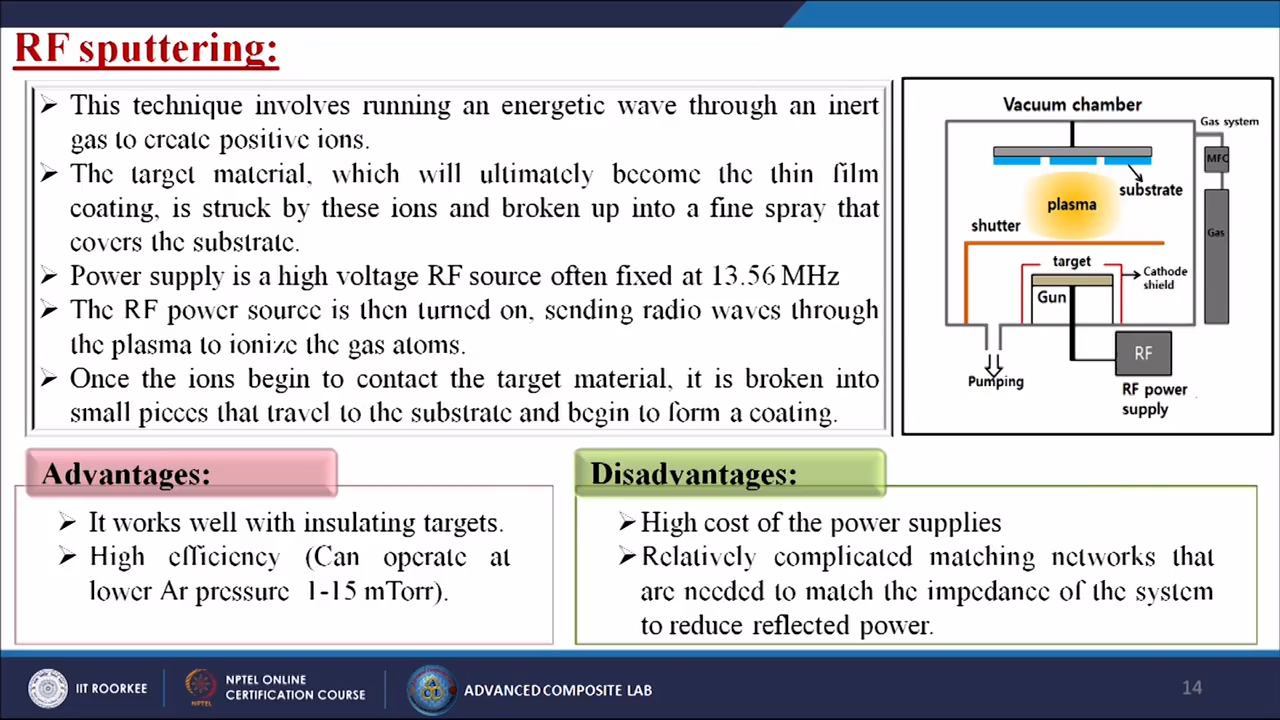 RF sputtering:
➢ This technique involves running an energetic wave through an inert
gas to create positive ions.
➢ The target material, which will ultimately become the thin film
coating, is struck by these ions and broken up into a fine spray that
covers the substrate.
➢ Power supply is a high voltage RF source often fixed at 13.56 MHz
➢ The RF power source is then turned on, sending radio waves through
the plasma to ionize the gas atoms.
➢ Once the ions begin to contact the target material, it is broken into
small pieces that travel to the substrate and begin to form a coating.
Vacuum chamber
Gas system
MFC
substrate
plasma
shutter
Gas
target
Cathode
shield
Gun
RF
Pumping
RF power
supply
Advantages:
➢ It works well with insulating targets.
➢ High efficiency (Can operate at
lower Ar pressure 1-15 mTorr).
Disadvantages:
➢ High cost of the power supplies
➢ Relatively complicated matching networks that
are needed to match the impedance of the system
to reduce reflected power.
IIT ROORKEE
NPTEL
NPTEL ONLINE
CERTIFICATION COURSE
ACL
ADVANCED COMPOSITE LAB
14